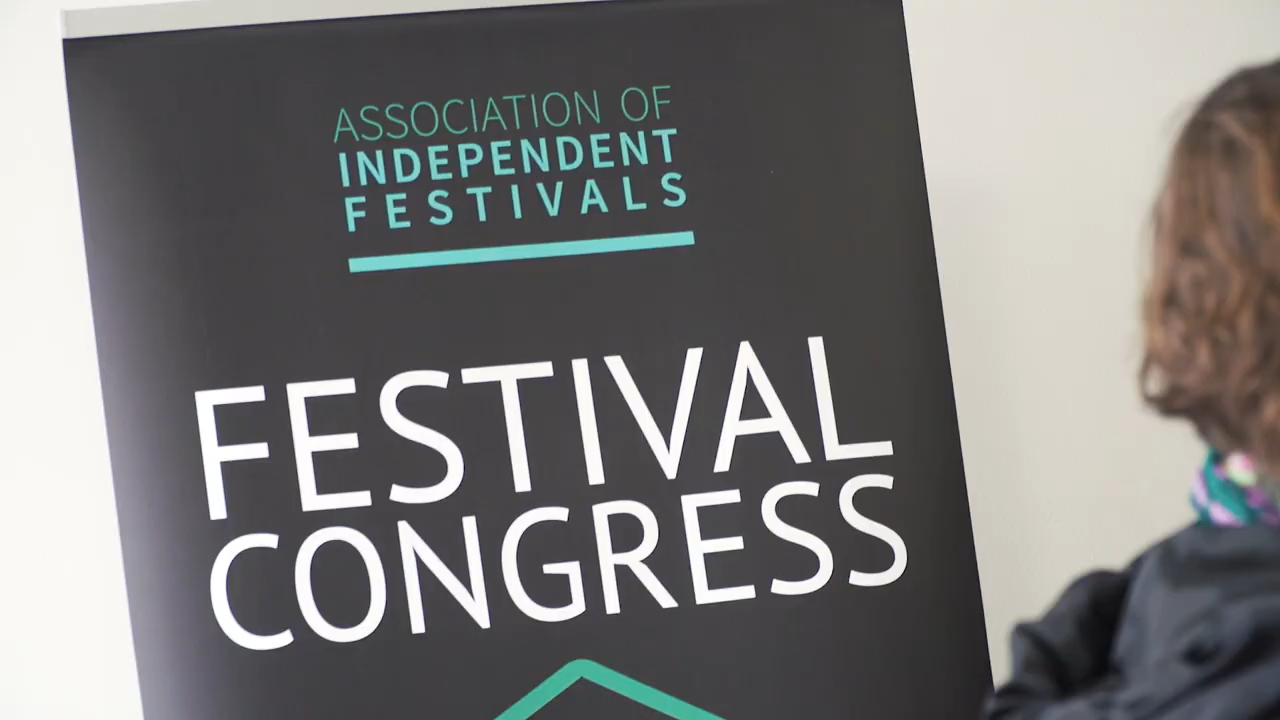 ASSOCIATION OF
INDEPENDENT
FESTIVALS
FESTIVAL
CONGRESS